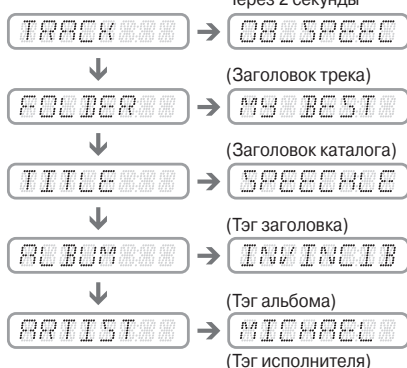 Через 2 секунды
TRACK → 08_SPEEC
(Заголовок трека)
FOLDER → MY BEST
(Заголовок каталога)
TITLE → SPEECHLE
(Тэг заголовка)
ALBUM → INVINCIB
(Тэг альбома)
ARTIST → MICHAEL
(Тэг исполнителя)